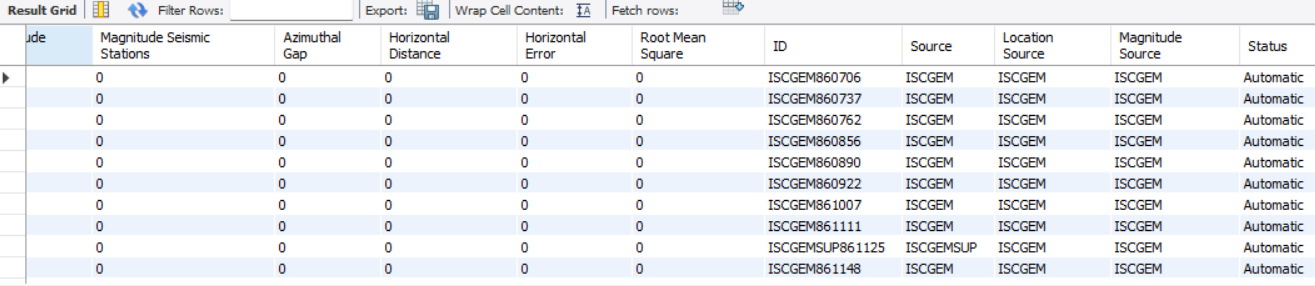 Result Grid Filter Rows: Export: Wrap Cell Content: Fetch rows:
ude Magnitude Seismic Stations Azimuthal Gap Horizontal Distance Horizontal Error Root Mean Square ID Source Location Source Magnitude Source Status
0 0 0 0 0 ISCGEM860706 ISCGEM ISCGEM ISCGEM Automatic
0 0 0 0 0 ISCGEM860737 ISCGEM ISCGEM ISCGEM Automatic
0 0 0 0 0 ISCGEM860762 ISCGEM ISCGEM ISCGEM Automatic
0 0 0 0 0 ISCGEM860856 ISCGEM ISCGEM ISCGEM Automatic
0 0 0 0 0 ISCGEM860890 ISCGEM ISCGEM ISCGEM Automatic
0 0 0 0 0 ISCGEM860922 ISCGEM ISCGEM ISCGEM Automatic
0 0 0 0 0 ISCGEM861007 ISCGEM ISCGEM ISCGEM Automatic
0 0 0 0 0 ISCGEM861111 ISCGEM ISCGEM ISCGEM Automatic
0 0 0 0 0 ISCGEMSUP861125 ISCGEMSUP ISCGEM ISCGEM Automatic
0 0 0 0 0 ISCGEM861148 ISCGEM ISCGEM ISCGEM Automatic